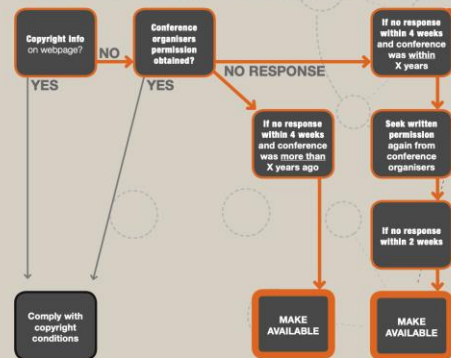 Copyright info
on webpage?
NO
YES
Conference
organisers
permission
obtained?
YES
NO RESPONSE
If no response
within 4 weeks
and conference
was within
X years
If no response
within 4 weeks
and conference
was more than
X years ago
Seek written
permission
again from
conference
organisers
If no response
within 2 weeks
Comply with
copyright
conditions
MAKE
AVAILABLE
MAKE
AVAILABLE